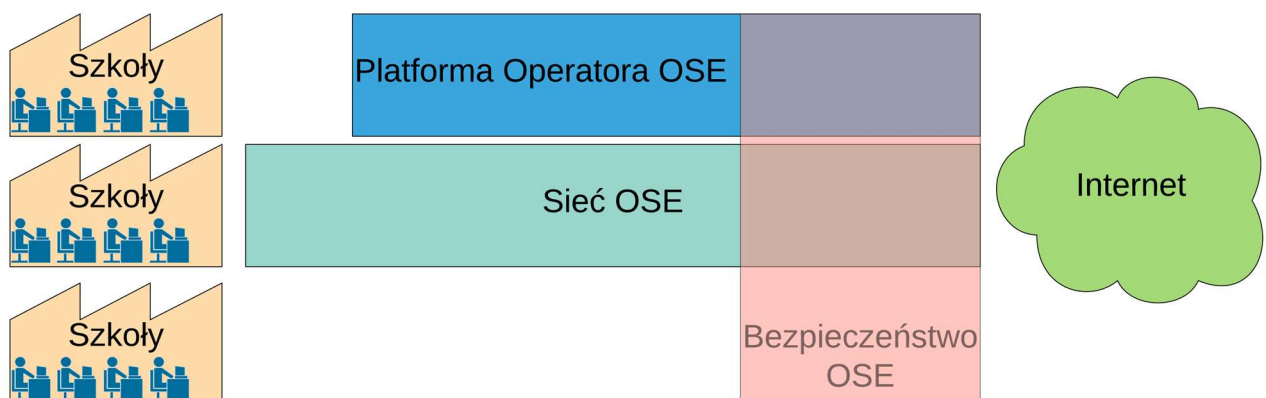 Szkoły
Platforma Operatora OSE
Szkoły
Sieć OSE
Internet
Szkoły
Bezpieczeństwo
OSE